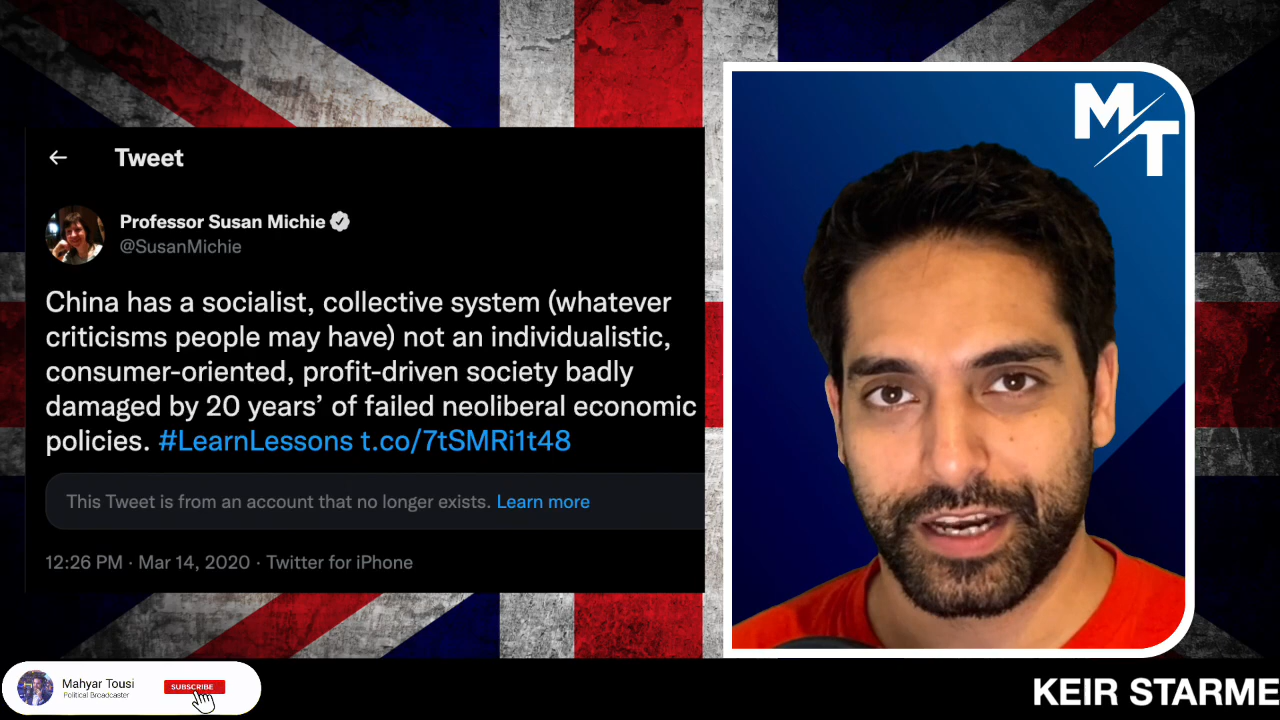 Tweet
Professor Susan Michie
@SusanMichie
China has a socialist, collective system (whatever
criticisms people may have) not an individualistic,
consumer-oriented, profit-driven society badly
damaged by 20 years’ of failed neoliberal economic
policies. #LearnLessons t.co/7tSMRi1t48
This Tweet is from an account that no longer exists. Learn more
12:26 PM · Mar 14, 2020 · Twitter for iPhone
MT
Mahyar Tousi
Political Broadcaster
SUBSCRIBE
KEIR STARME